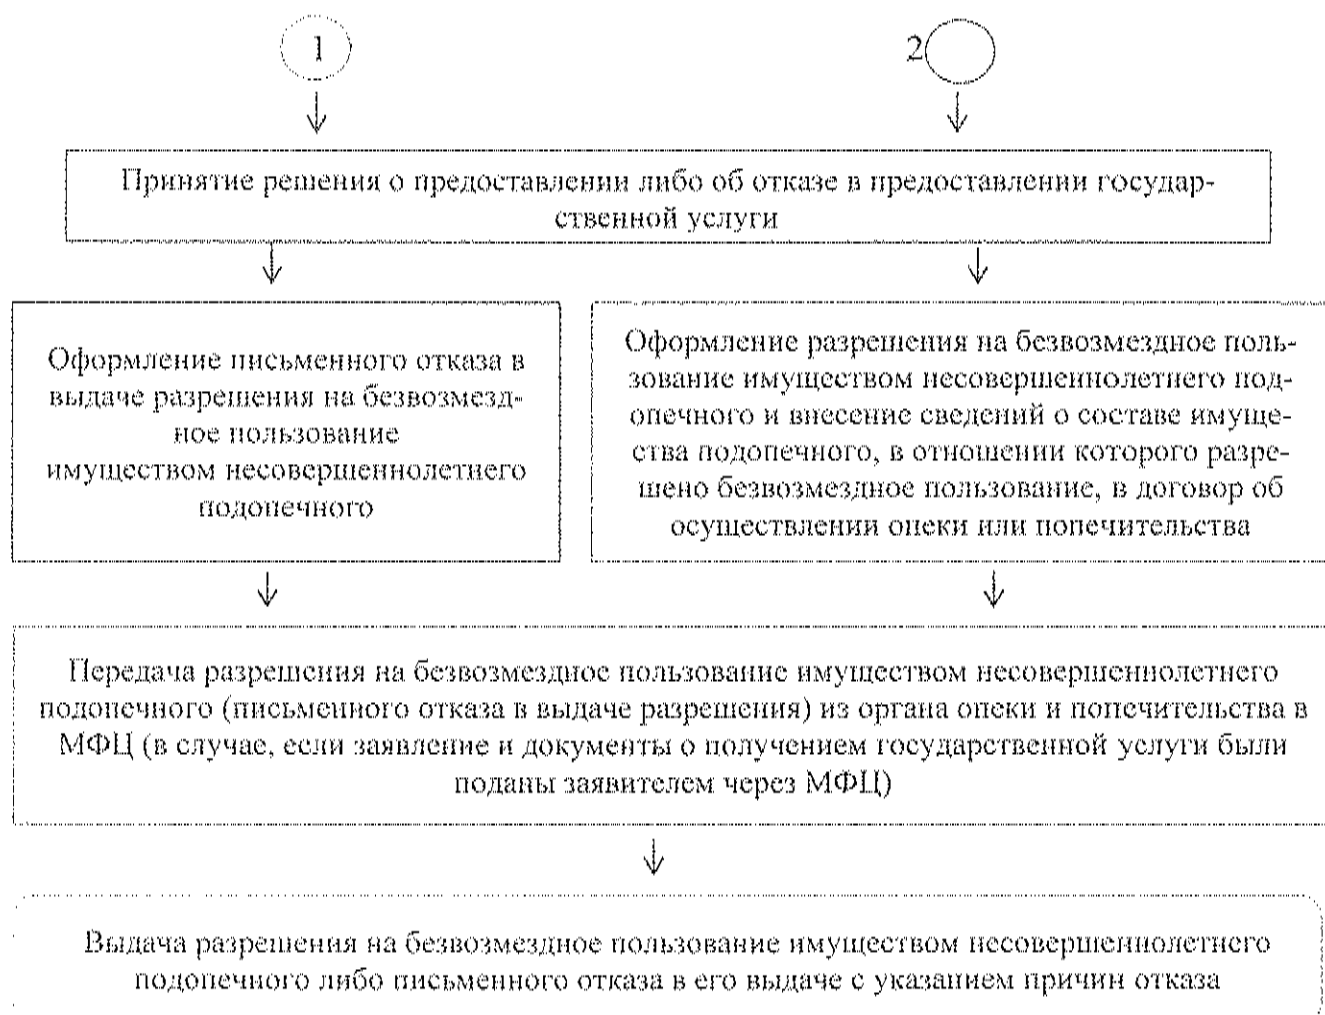 1
2
Принятие решения о предоставлении либо об отказе в предоставлении государ-
ственной услуги
Оформление письменного отказа в
выдаче разрешения на безвозмезд-
ное пользование
имуществом несовершеннолетнего
подопечного
Оформление разрешения на безвозмездное поль-
зование имуществом несовершеннолетнего под-
опечного и внесение сведений о составе имуще-
ства подопечного, в отношении которого разре-
шено безвозмездное пользование, в договор об
осуществлении опеки или попечительства
Передача разрешения на безвозмездное пользование имуществом несовершеннолетнего
подопечного (письменного отказа в выдаче разрешения) из органа опеки и попечительства в
МФЦ (в случае, если заявление и документы о получением государственной услуги были
поданы заявителем через МФЦ)
Выдача разрешения на безвозмездное пользование имуществом несовершеннолетнего
подопечного либо письменного отказа в его выдаче с указанием причин отказа